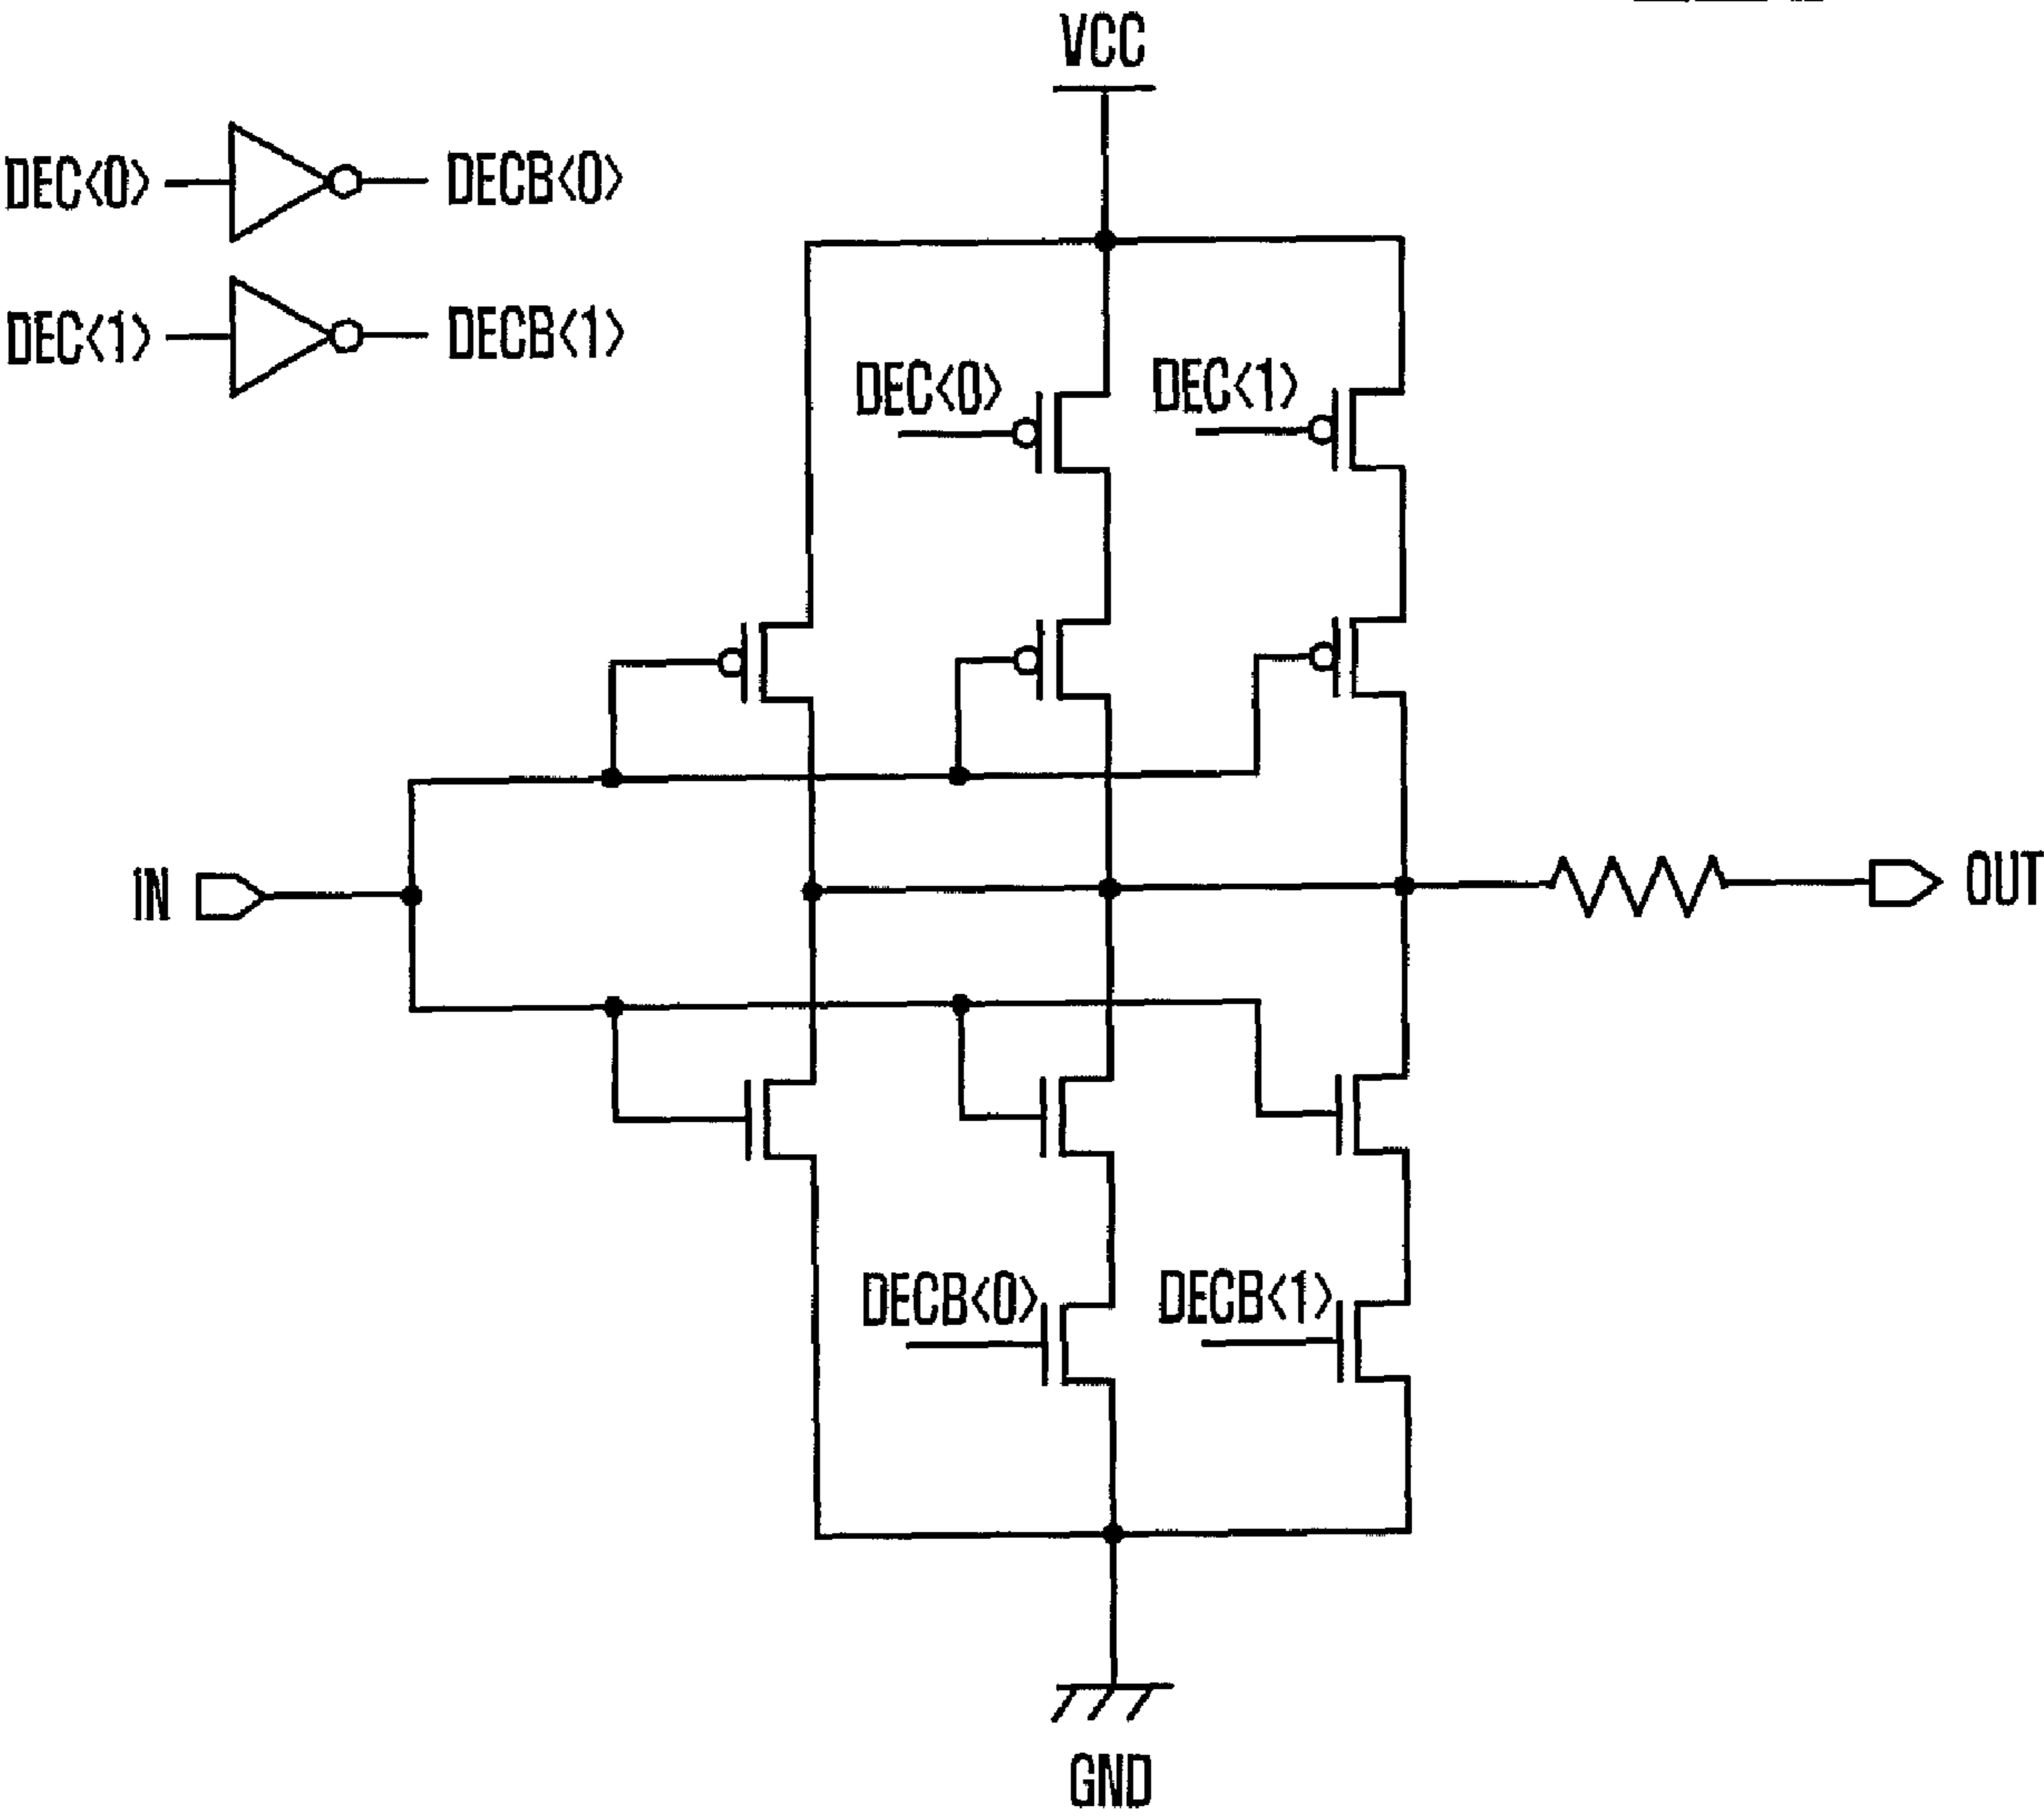 VCC
DEC<0> DECB<0>
DEC<1> DECB<1>
DEC<0> DEC<1>
IN OUT
DECB<0> DECB<1>
GND